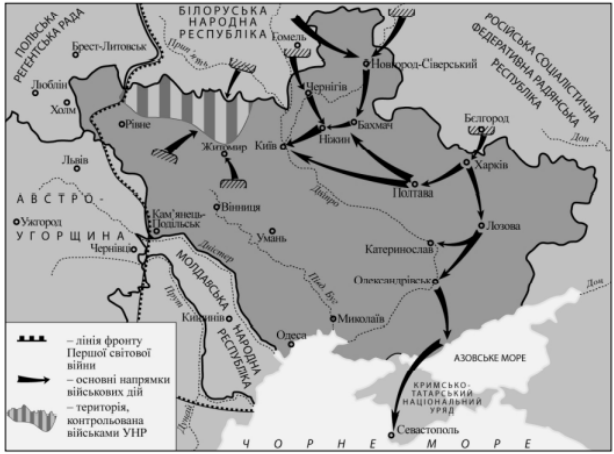 ПОЛЬСЬКА
РЕГЕНТСЬКА РАДА
БІЛОРУСЬКА
НАРОДНА
РЕСПУБЛІКА
РОСІЙСЬКА СОЦІАЛІСТИЧНА
ФЕДЕРАТИВНА РАДЯНСЬКА
РЕСПУБЛІКА
Брест-Литовськ
Прип'ять
Гомель
Новгород-Сіверський
Люблін
Холм
Чернігів
Бєлгород
Рівне
Бахмач
Ніжин
Дон
Житомир
Київ
Львів
Харків
Полтава
АВСТРО-
УГОРЩИНА
Ужгород
Вінниця
Дніпро
Кам'янець-
Подільськ
Умань
Лозова
Чернівці
Дністер
Катеринослав
МОЛДАВСЬКА
НАРОДНА
РЕСПУБЛІКА
Півд. Буг
Олександрівськ
Дон
Прут
Кишинів
Миколаїв
Одеса
АЗОВСЬКЕ МОРЕ
КРИМСЬКО-
ТАТАРСЬКИЙ
НАЦІОНАЛЬНИЙ
УРЯД
Севастополь
ЧОРНЕ МОРЕ
– лінія фронту
Першої світової
війни
– основні напрямки
військових дій
– територія,
контрольована
військами УНР